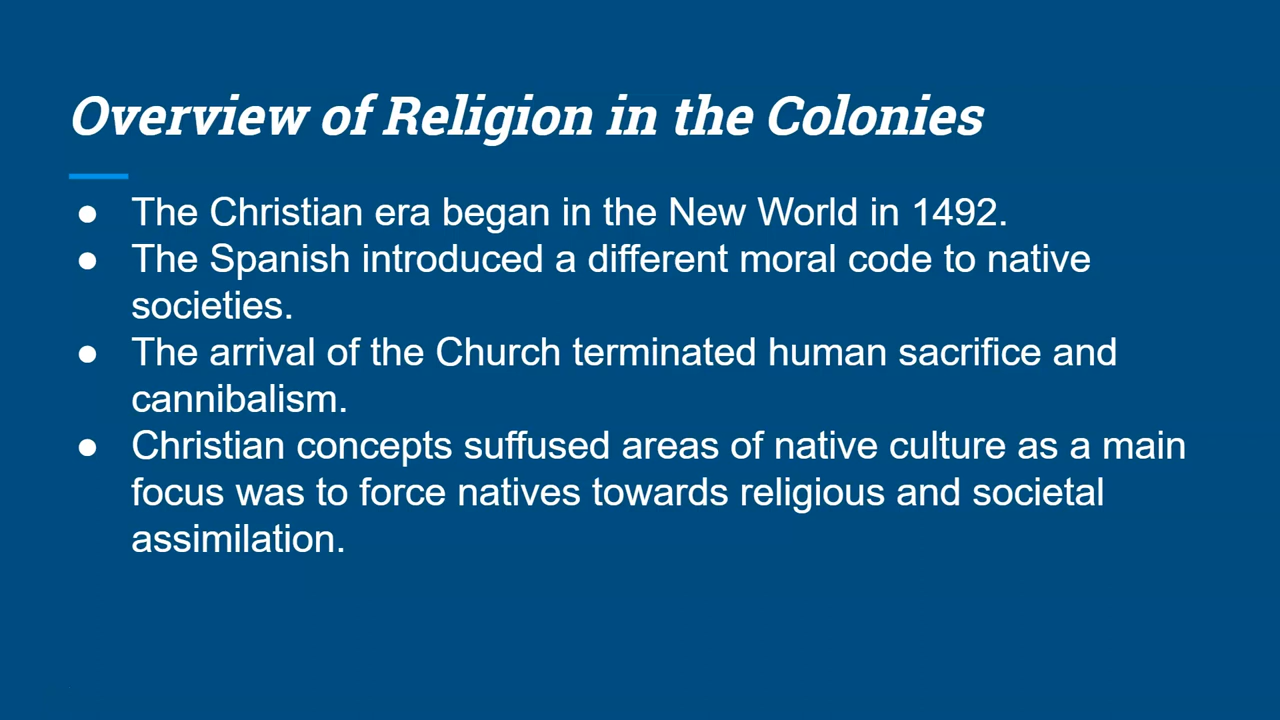 Overview of Religion in the Colonies
● The Christian era began in the New World in 1492.
● The Spanish introduced a different moral code to native
societies.
● The arrival of the Church terminated human sacrifice and
cannibalism.
● Christian concepts suffused areas of native culture as a main
focus was to force natives towards religious and societal
assimilation.